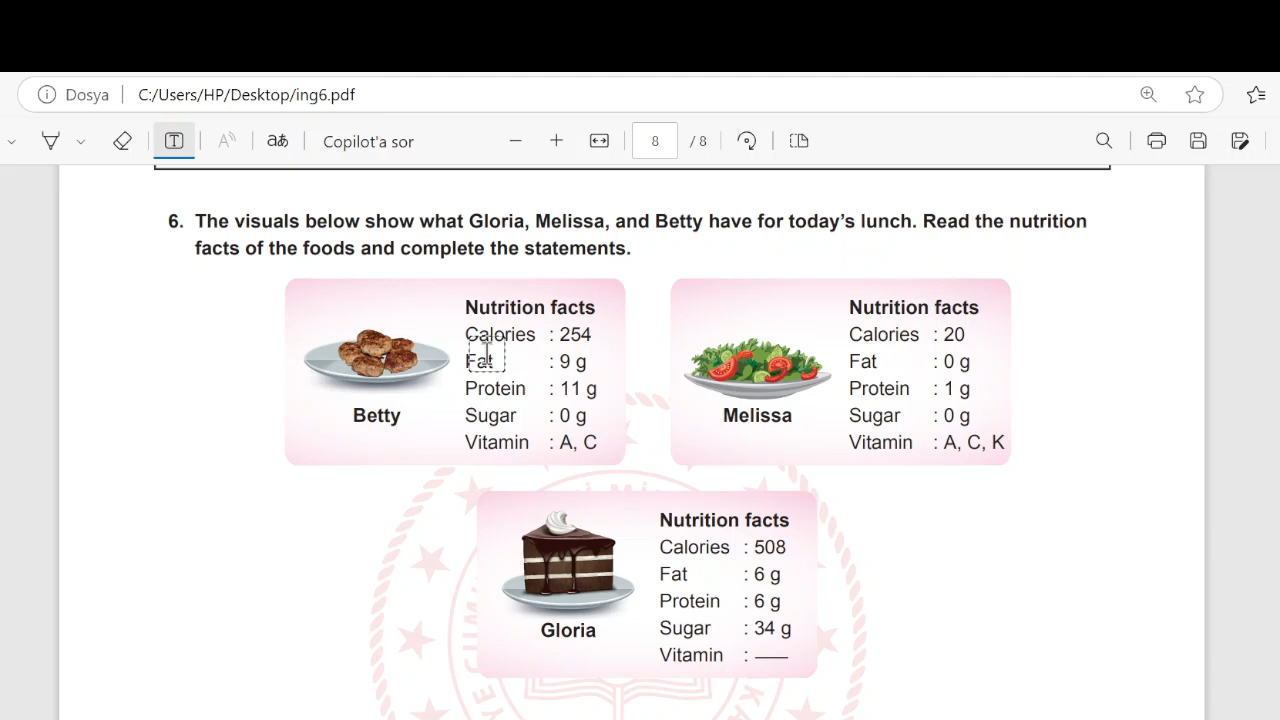 Dosya C:/Users/HP/Desktop/ing6.pdf
aあ Copilot'a sor 8 / 8
6. The visuals below show what Gloria, Melissa, and Betty have for today's lunch. Read the nutrition
facts of the foods and complete the statements.
Nutrition facts
Calories : 254
Fat : 9 g
Protein : 11 g
Sugar : 0 g
Vitamin : A, C
Betty
Nutrition facts
Calories : 20
Fat : 0 g
Protein : 1 g
Sugar : 0 g
Vitamin : A, C, K
Melissa
Nutrition facts
Calories : 508
Fat : 6 g
Protein : 6 g
Sugar : 34 g
Vitamin : ——
Gloria